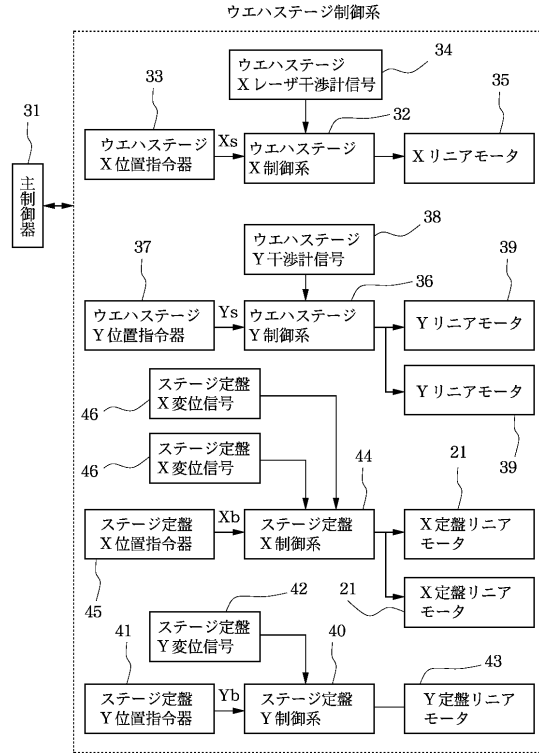 ウエハステージ制御系
34
ウエハステージ
Xレーザ干渉計信号
33
32
35
31
ウエハステージ
X位置指令器
Xs
ウエハステージ
X制御系
Xリニアモータ
主制御器
38
ウエハステージ
Y干渉計信号
37
36
39
ウエハステージ
Y位置指令器
Ys
ウエハステージ
Y制御系
Yリニアモータ
Yリニアモータ
39
ステージ定盤
X変位信号
46
ステージ定盤
X変位信号
46
44
21
ステージ定盤
X位置指令器
Xb
ステージ定盤
X制御系
X定盤リニア
モータ
45
X定盤リニア
モータ
21
42
ステージ定盤
Y変位信号
41
40
43
ステージ定盤
Y位置指令器
Yb
ステージ定盤
Y制御系
Y定盤リニア
モータ